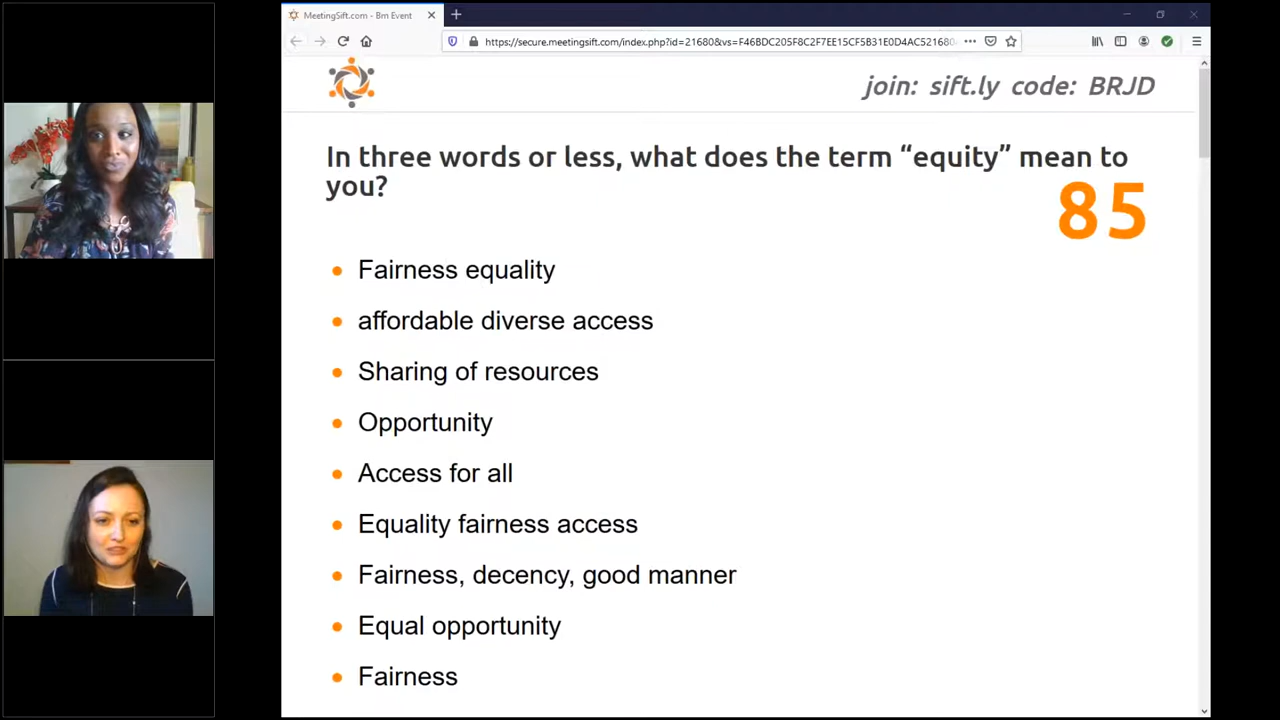 MeetingSift.com - Brn Event
https://secure.meetingsift.com/index.php?id=21680&vs=F46BDC205F8C2F7EE15CF5B31E0D4AC521680
join: sift.ly code: BRJD
In three words or less, what does the term “equity” mean to
you?
85
Fairness equality
affordable diverse access
Sharing of resources
Opportunity
Access for all
Equality fairness access
Fairness, decency, good manner
Equal opportunity
Fairness